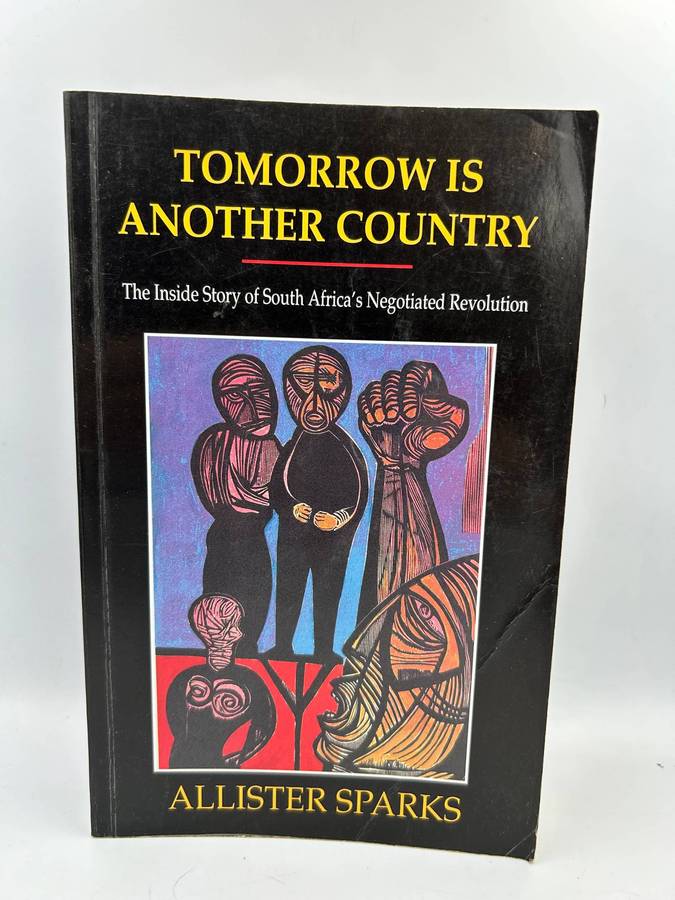 TOMORROW IS
ANOTHER COUNTRY
The Inside Story of South Africa's Negotiated Revolution
ALLISTER SPARKS